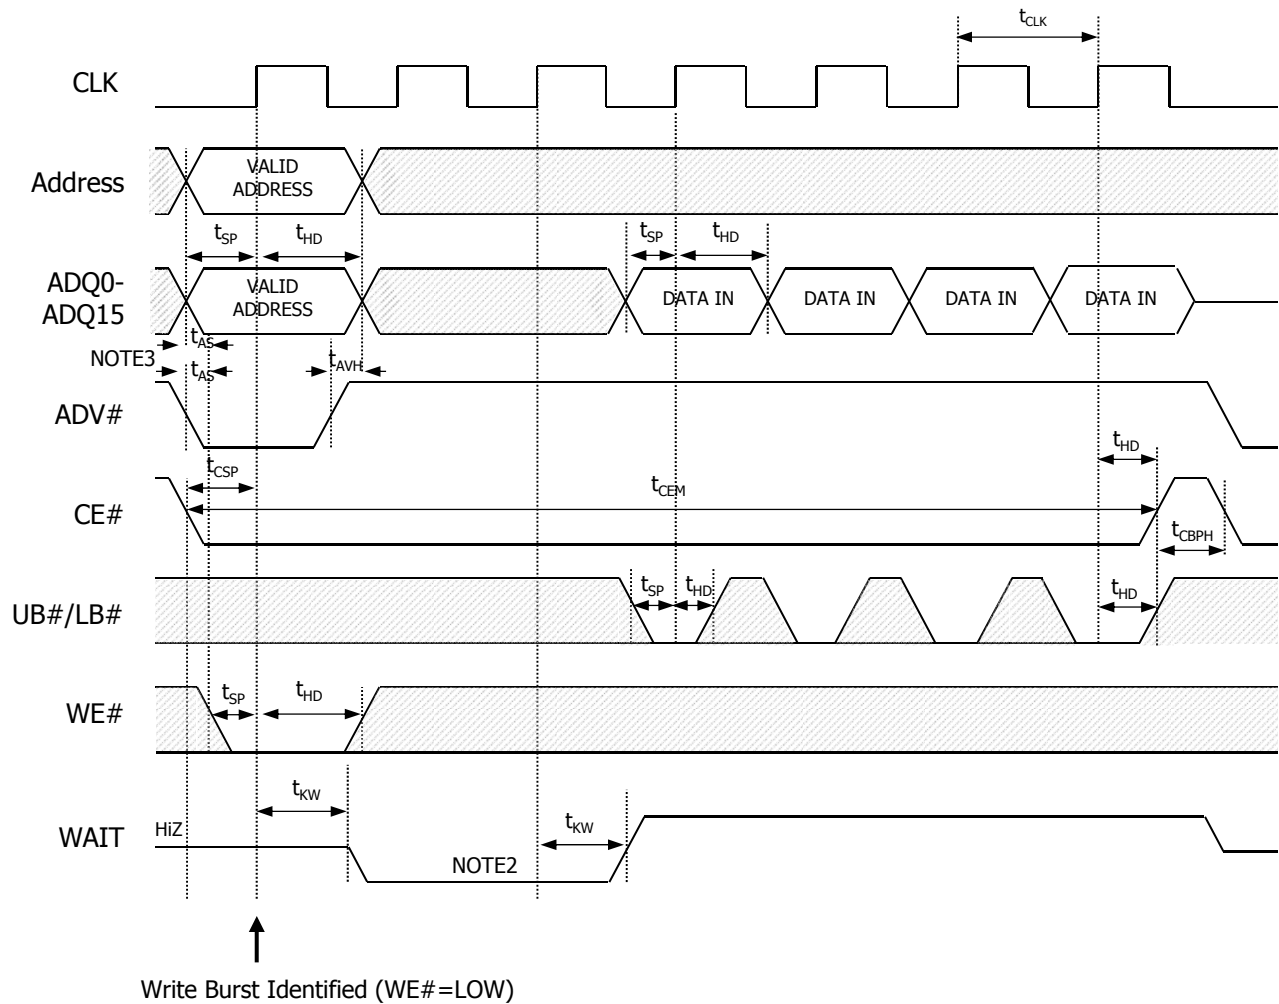 tCLK
CLK
Address
VALID
ADDRESS
tSP
tHD
tSP
tHD
ADQ0-
ADQ15
VALID
ADDRESS
DATA IN
DATA IN
DATA IN
DATA IN
NOTE3
tAS
tAS
tAVH
ADV#
tHD
tCSP
tCEM
CE#
tCBPH
UB#/LB#
tSP
tHD
tHD
WE#
tSP
tHD
tKW
WAIT
HiZ
tKW
NOTE2
Write Burst Identified (WE#=LOW)